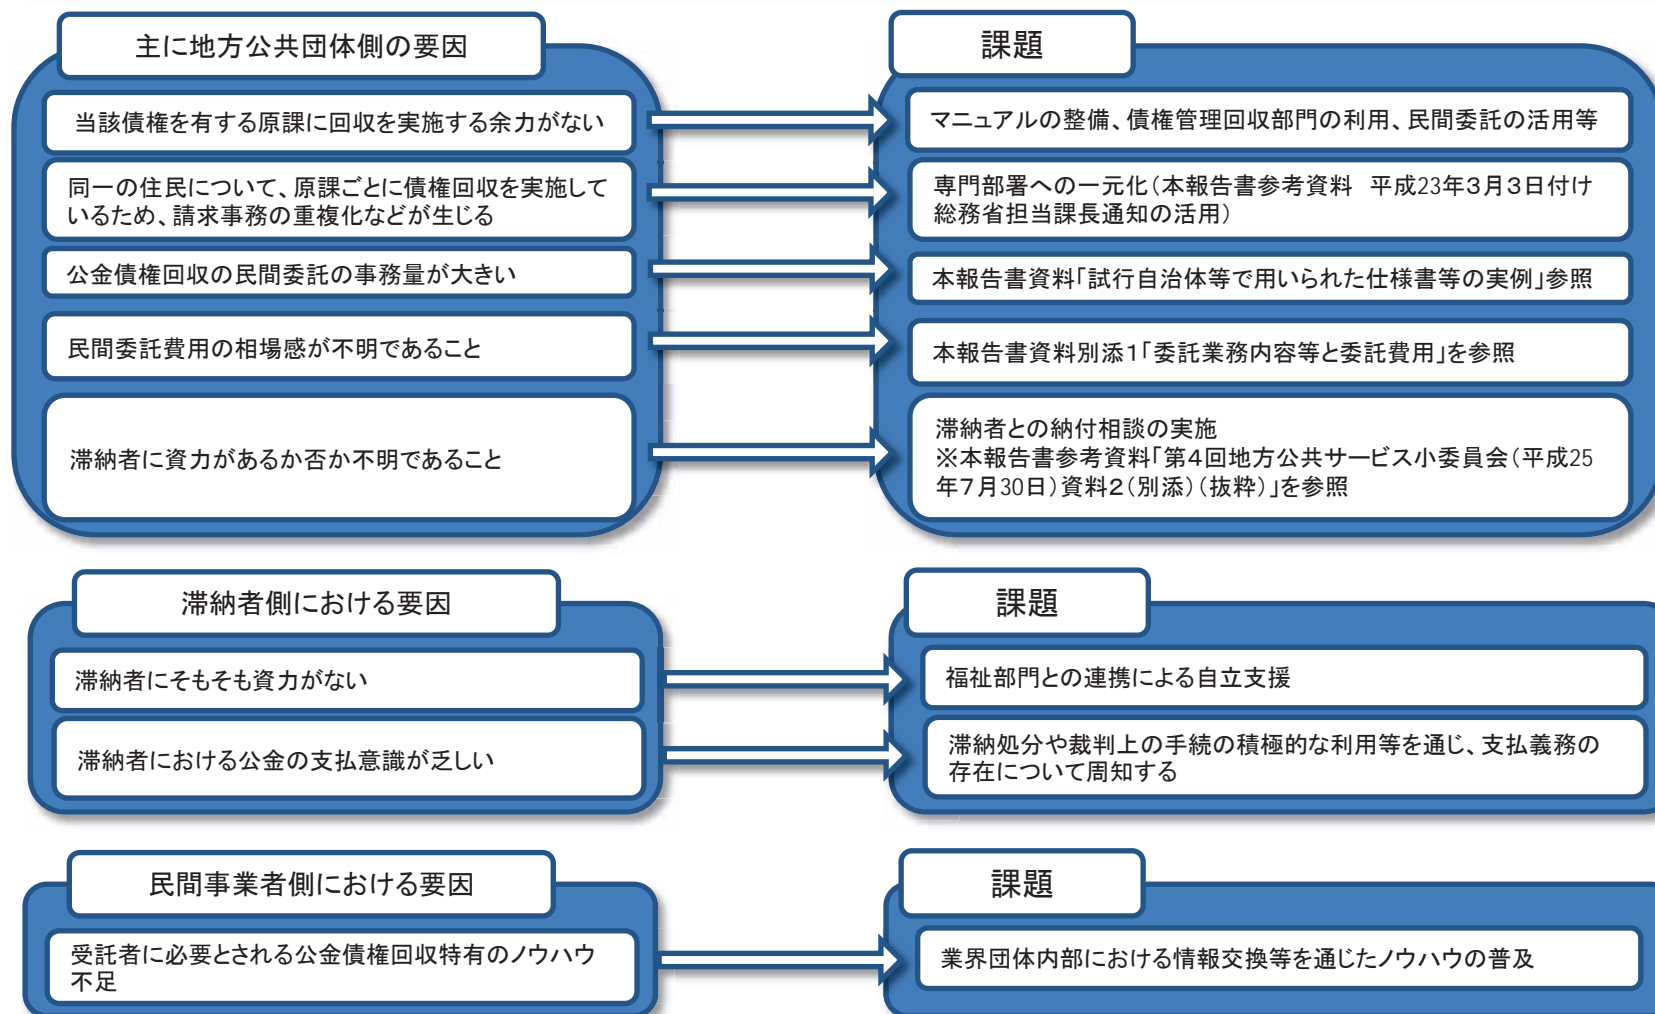 主に地方公共団体側の要因
課題
当該債権を有する原課に回収を実施する余力がない
マニュアルの整備、債権管理回収部門の利用、民間委託の活用等
同一の住民について、原課ごとに債権回収を実施して
いるため、請求事務の重複化などが生じる
専門部署への一元化(本報告書参考資料　平成23年3月3日付け
総務省担当課長通知の活用)
公金債権回収の民間委託の事務量が大きい
本報告書資料「試行自治体等で用いられた仕様書等の実例」参照
民間委託費用の相場感が不明であること
本報告書資料別添1「委託業務内容等と委託費用」を参照
滞納者に資力があるか否か不明であること
滞納者との納付相談の実施
※本報告書参考資料「第4回地方公共サービス小委員会(平成25
年7月30日)資料2(別添)(抜粋)」を参照
滞納者側における要因
課題
滞納者にそもそも資力がない
福祉部門との連携による自立支援
滞納者における公金の支払意識が乏しい
滞納処分や裁判上の手続の積極的な利用等を通じ、支払義務の
存在について周知する
民間事業者側における要因
課題
受託者に必要とされる公金債権回収特有のノウハウ
不足
業界団体内部における情報交換等を通じたノウハウの普及